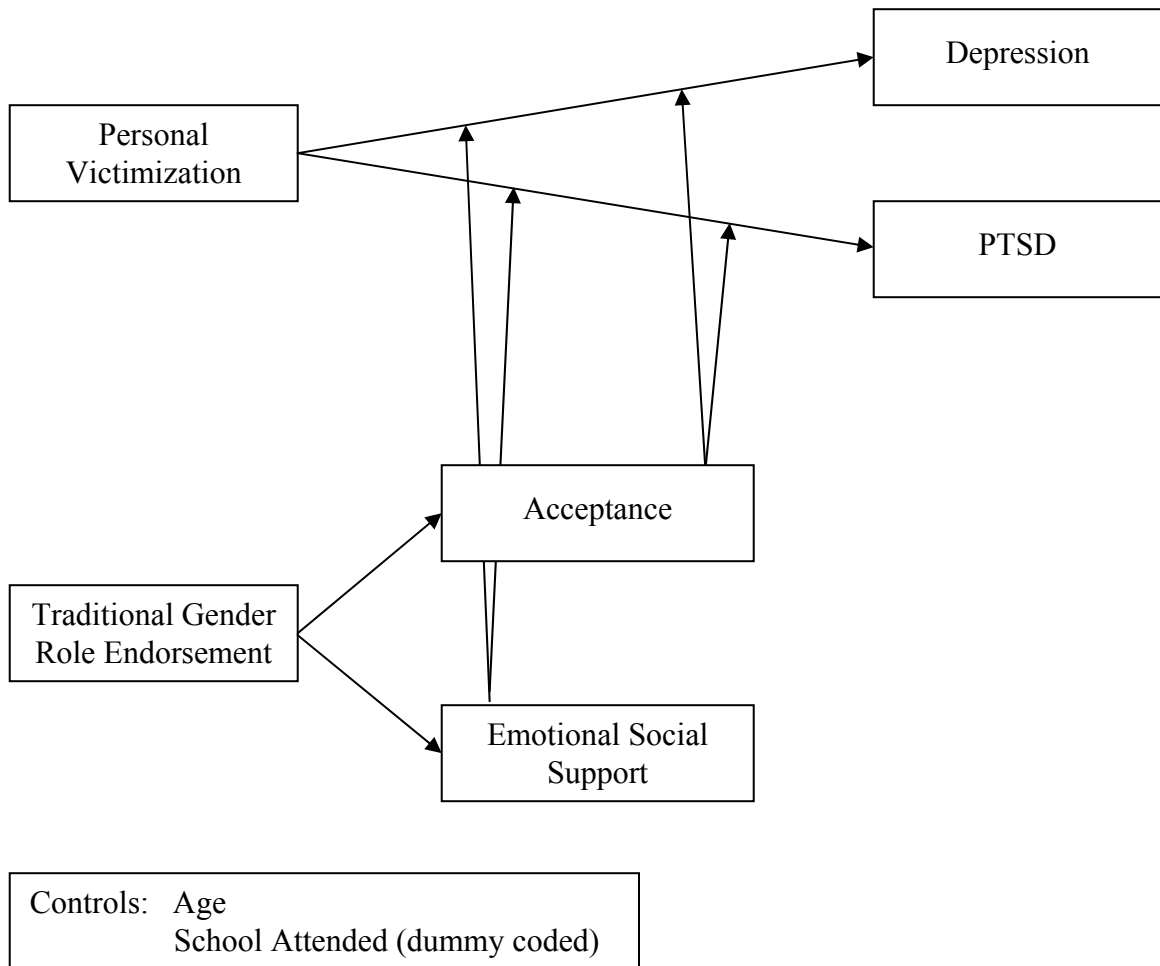 Depression
Personal
Victimization
PTSD
Acceptance
Traditional Gender
Role Endorsement
Emotional Social
Support
Controls: Age
School Attended (dummy coded)